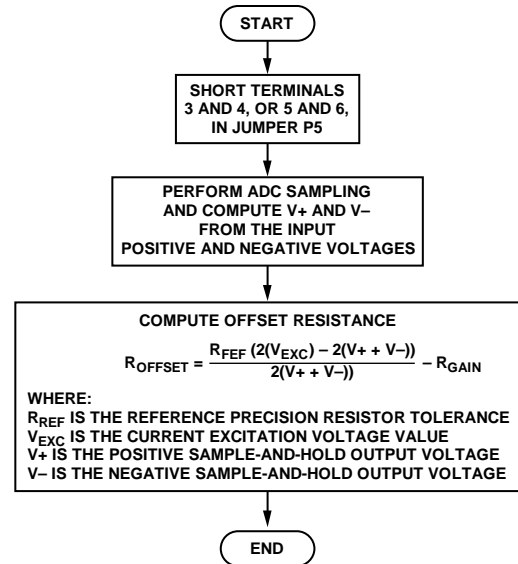 START
SHORT TERMINALS
3 AND 4, OR 5 AND 6,
IN JUMPER P5
PERFORM ADC SAMPLING
AND COMPUTE V+ AND V–
FROM THE INPUT
POSITIVE AND NEGATIVE VOLTAGES
COMPUTE OFFSET RESISTANCE
ROFFSET = RFEF (2(VEXC) – 2(V+ + V–)) / 2(V+ + V–)) – RGAIN
WHERE:
RREF IS THE REFERENCE PRECISION RESISTOR TOLERANCE
VEXC IS THE CURRENT EXCITATION VOLTAGE VALUE
V+ IS THE POSITIVE SAMPLE-AND-HOLD OUTPUT VOLTAGE
V– IS THE NEGATIVE SAMPLE-AND-HOLD OUTPUT VOLTAGE
END